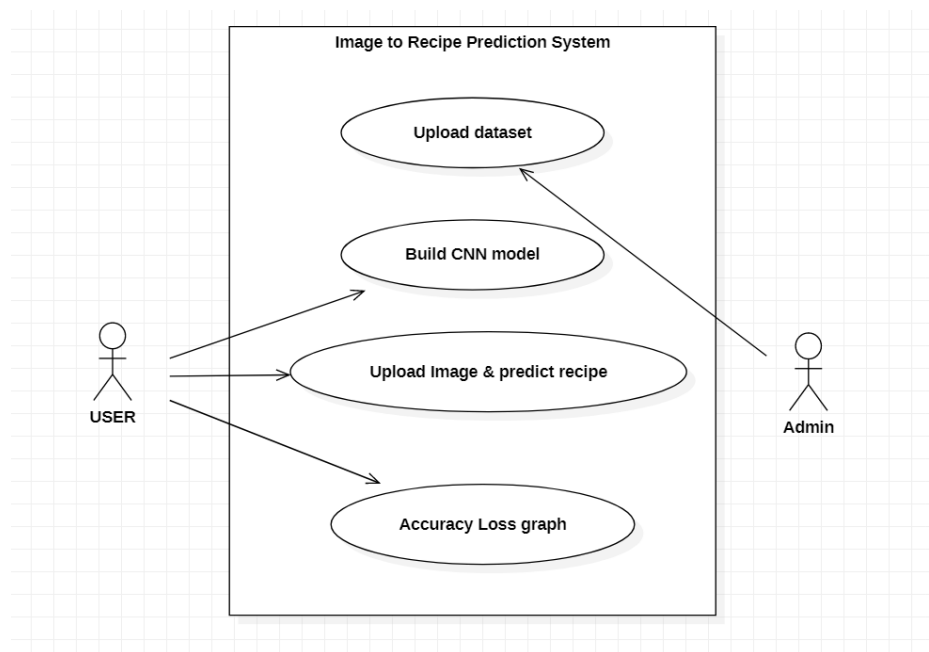 Image to Recipe Prediction System
Upload dataset
Build CNN model
Upload Image & predict recipe
USER
Admin
Accuracy Loss graph